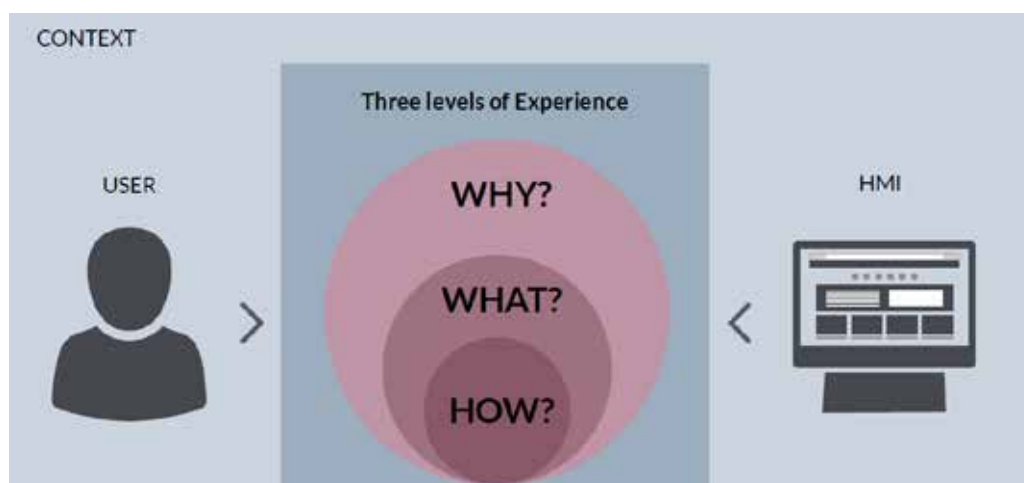 CONTEXT
Three levels of Experience
USER
WHY?
HMI
WHAT?
HOW?